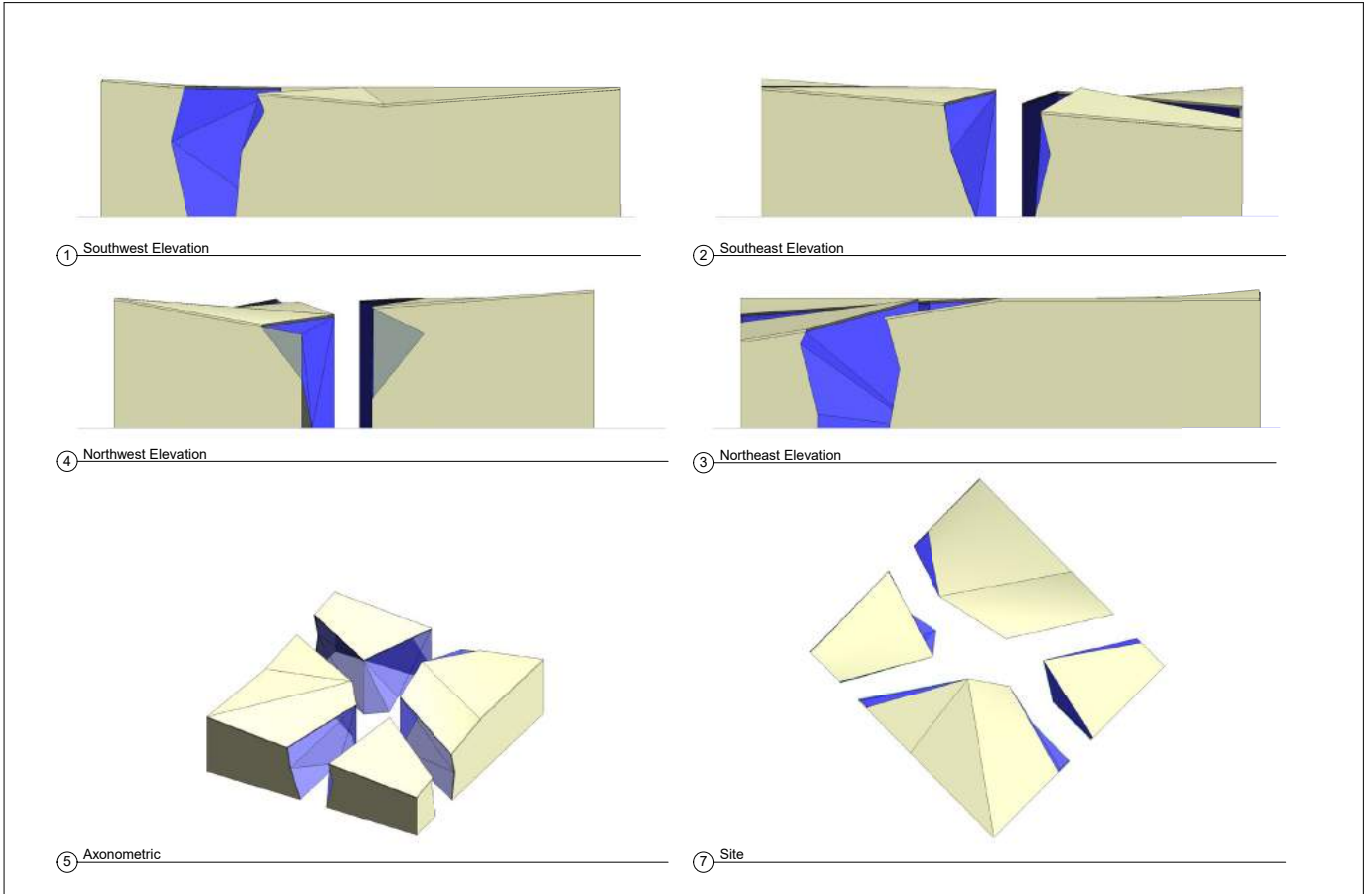 1 Southwest Elevation
2 Southeast Elevation
4 Northwest Elevation
3 Northeast Elevation
5 Axonometric
7 Site